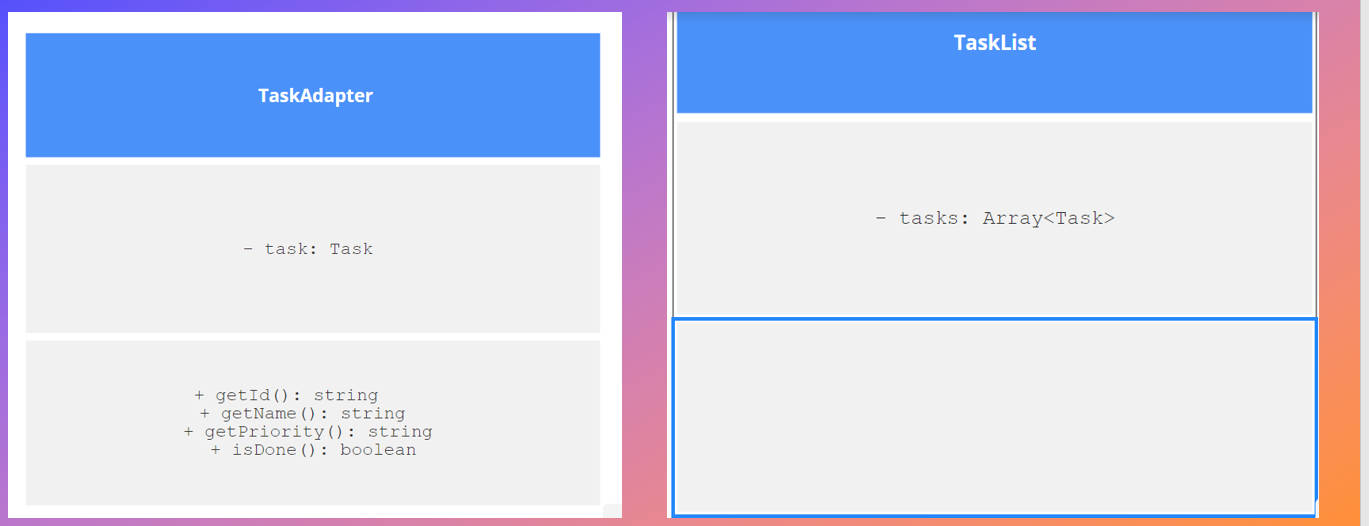 TaskAdapter
- task: Task
+ getId(): string
+ getName(): string
+ getPriority(): string
+ isDone(): boolean
TaskList
- tasks: Array<Task>